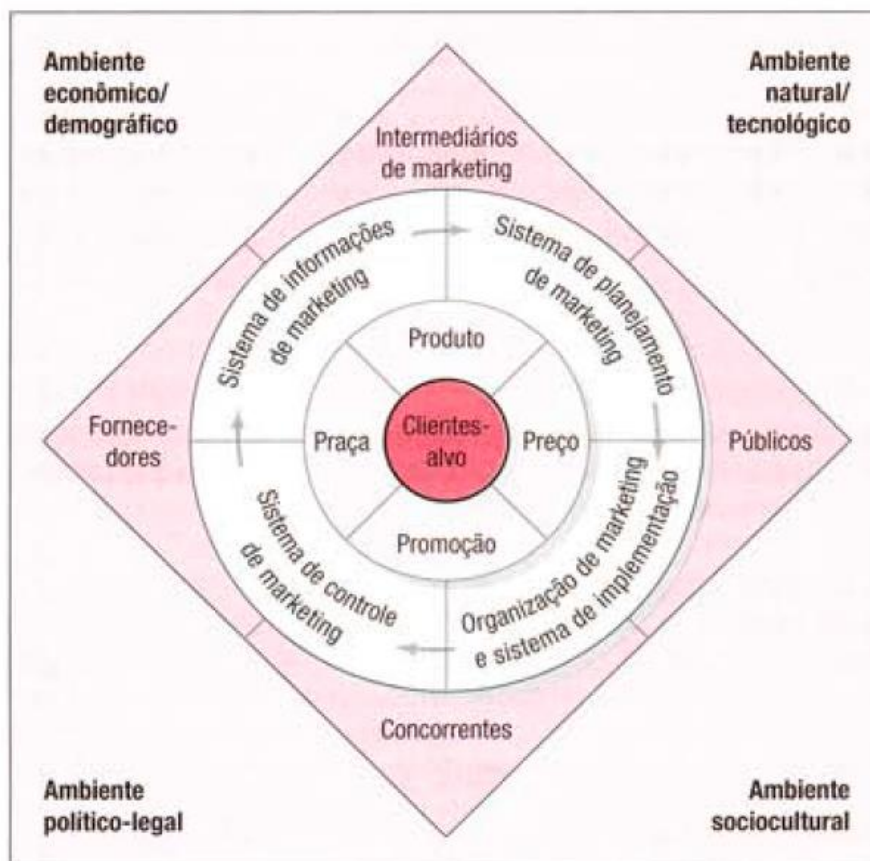 Ambiente
econômico/
demográfico
Ambiente
natural/
tecnológico
Intermediários
de marketing
Sistema de informações
de marketing
Sistema de planejamento
de marketing
Produto
Fornece-
dores
Praça
Clientes-
alvo
Preço
Públicos
Sistema de controle
de marketing
Promoção
Organização de marketing
e sistema de implementação
Concorrentes
Ambiente
político-legal
Ambiente
sociocultural